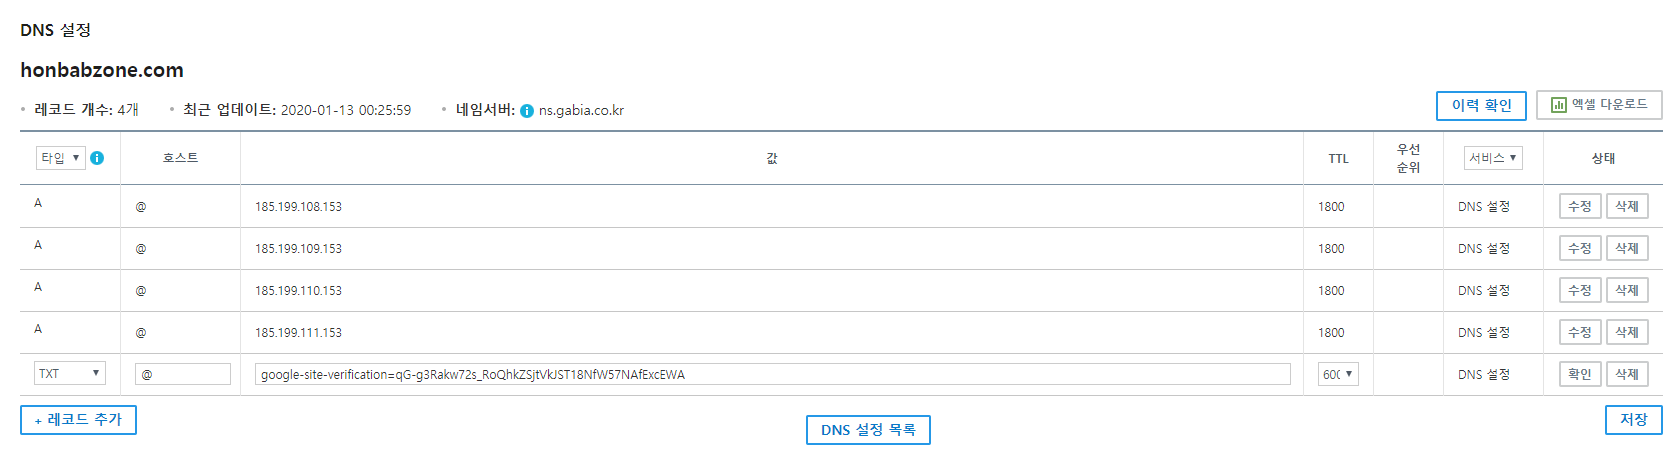 DNS 설정
honbabzone.com
• 레코드 개수: 4개 • 최근 업데이트: 2020-01-13 00:25:59 • 네임서버: ns.gabia.co.kr 이력 확인 엑셀 다운로드
타입 호스트 값 TTL 우선 순위 서비스 상태
A @ 185.199.108.153 1800 DNS 설정 수정 삭제
A @ 185.199.109.153 1800 DNS 설정 수정 삭제
A @ 185.199.110.153 1800 DNS 설정 수정 삭제
A @ 185.199.111.153 1800 DNS 설정 수정 삭제
TXT @ google-site-verification=qG-g3Rakw72s_RoQhkZSjtVkJST18NfW57NAfExcEWA 600 DNS 설정 확인 삭제
+ 레코드 추가 DNS 설정 목록 저장